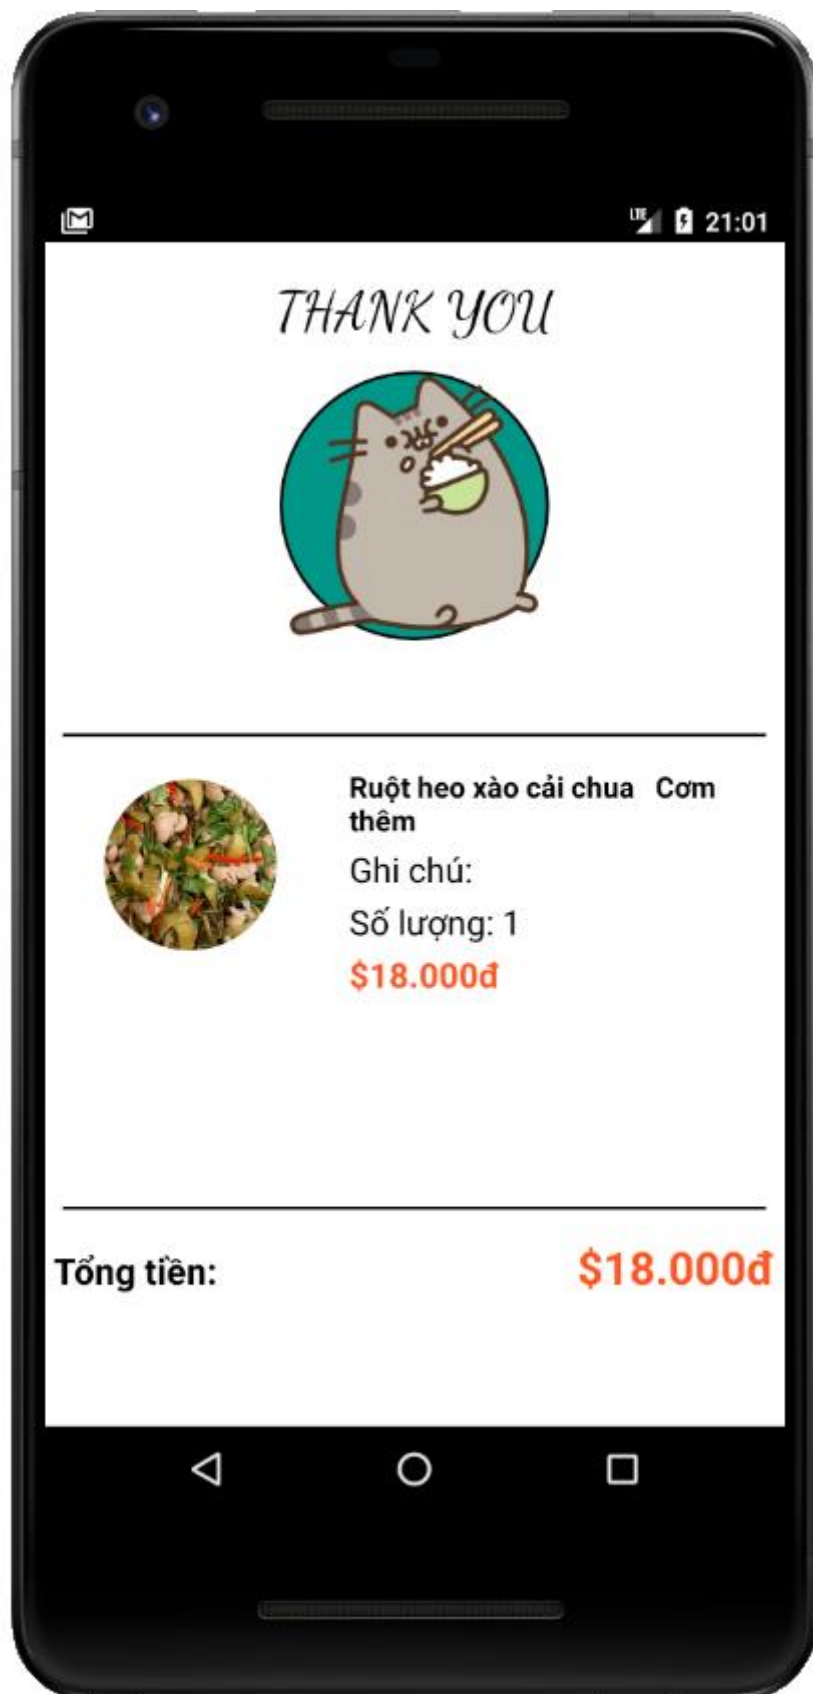 LTE 21:01
THANK YOU
Ruột heo xào cải chua Cơm
thêm
Ghi chú:
Số lượng: 1
$18.000đ
Tổng tiền:
$18.000đ